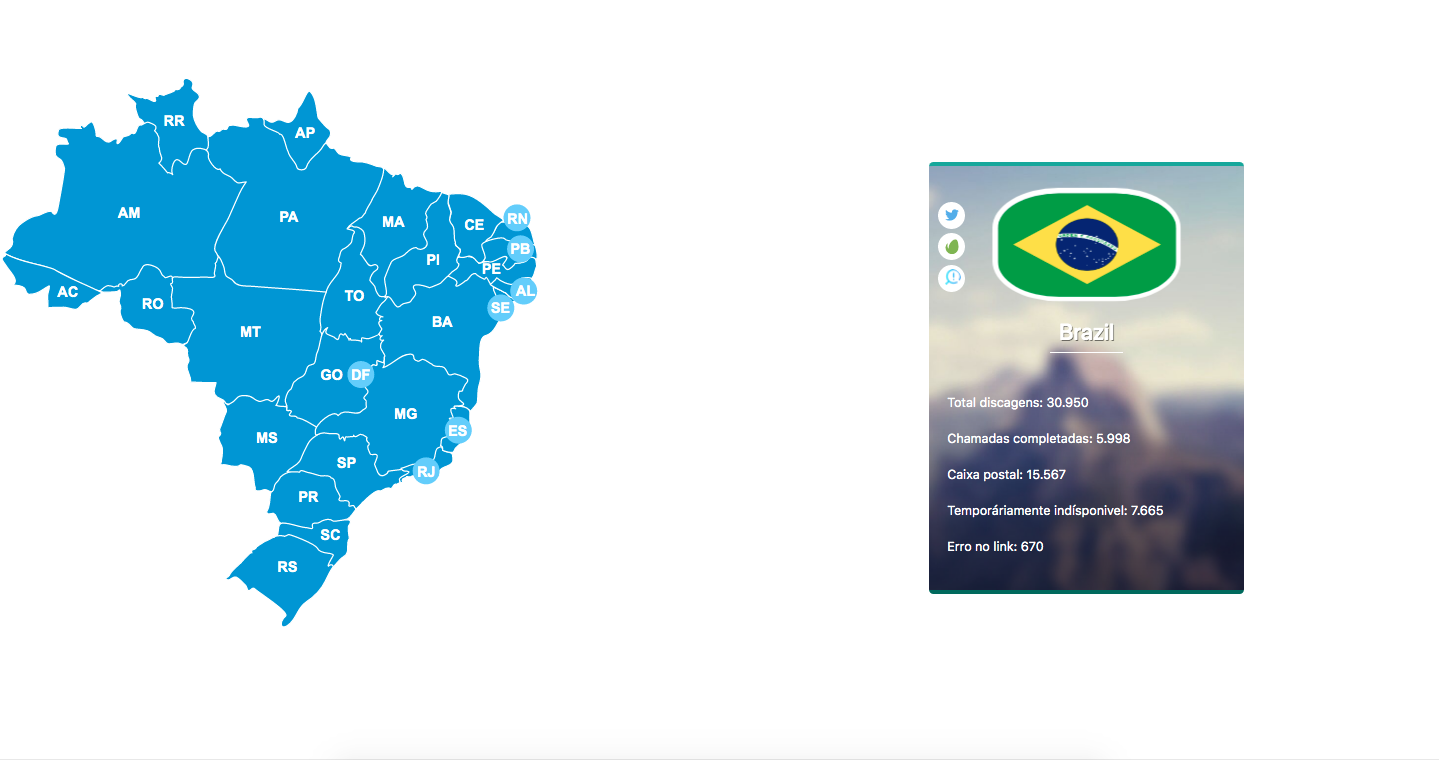 RR
AP
AM
PA
MA
CE
RN
PB
PI
PE
AC
RO
TO
AL
SE
MT
BA
GO
DF
MG
MS
ES
SP
RJ
PR
SC
RS
Brazil
Total discagens: 30.950
Chamadas completadas: 5.998
Caixa postal: 15.567
Temporáriamente indísponivel: 7.665
Erro no link: 670